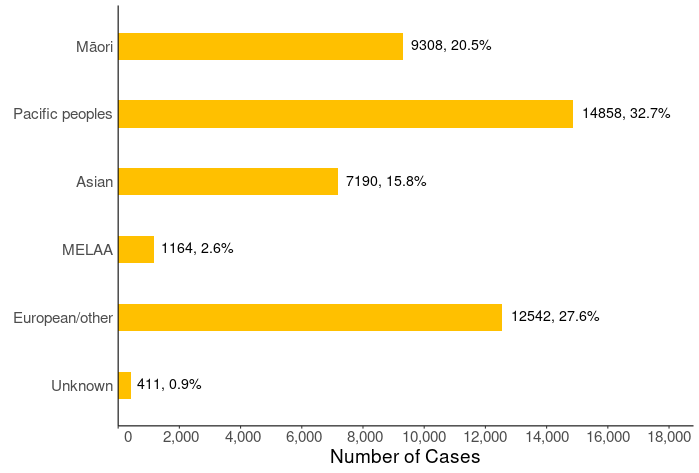 Māori 9308, 20.5%
Pacific peoples 14858, 32.7%
Asian 7190, 15.8%
MELAA 1164, 2.6%
European/other 12542, 27.6%
Unknown 411, 0.9%
0 2,000 4,000 6,000 8,000 10,000 12,000 14,000 16,000 18,000
Number of Cases